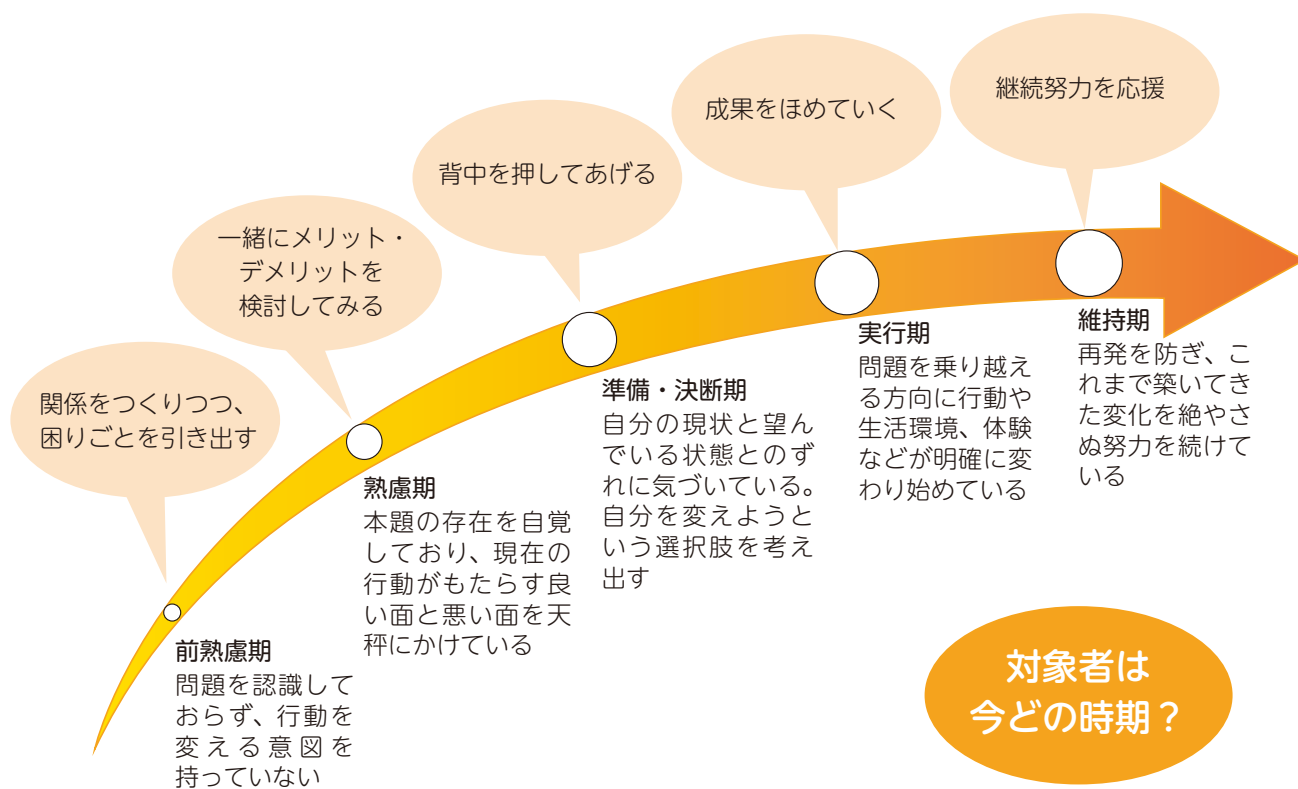 関係をつくりつつ、
困りごとを引き出す
前熟慮期
問題を認識して
おらず、行動を
変える意図を
持っていない
一緒にメリット・
デメリットを
検討してみる
熟慮期
本題の存在を自覚
しており、現在の
行動がもたらす良
い面と悪い面を天
秤にかけている
背中を押してあげる
準備・決断期
自分の現状と望ん
でいる状態とのず
れに気づいている。
自分を変えようと
いう選択肢を考え
出す
成果をほめていく
実行期
問題を乗り越え
る方向に行動や
生活環境、体験
などが明確に変
わり始めている
継続努力を応援
維持期
再発を防ぎ、こ
れまで築いてき
た変化を絶やさ
ぬ努力を続けて
いる
対象者は
今どの時期？